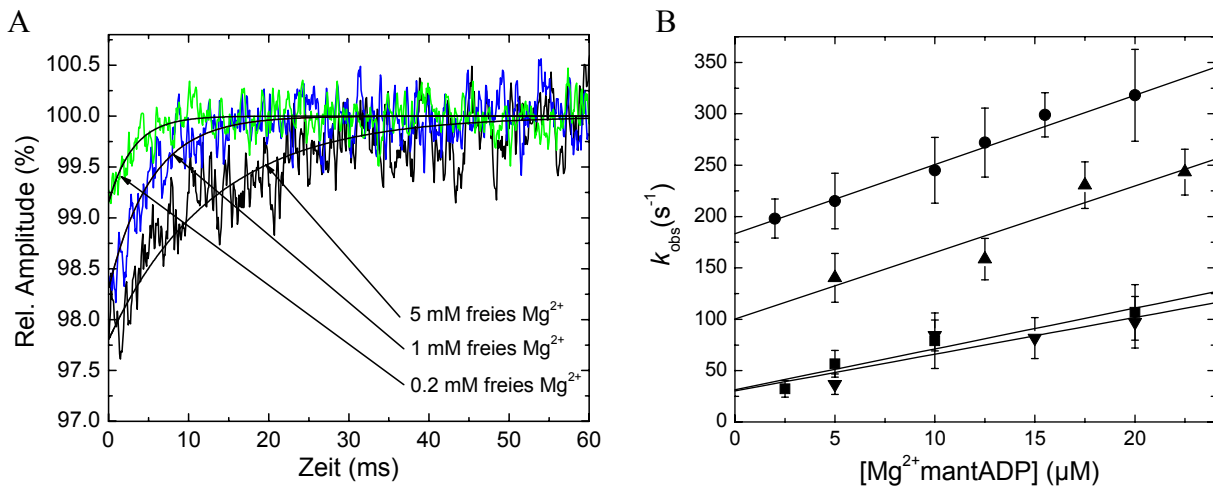 A
Rel. Amplitude (%)
100.5
100.0
99.5
99.0
98.5
98.0
97.5
97.0
5 mM freies Mg²⁺
1 mM freies Mg²⁺
0.2 mM freies Mg²⁺
0 10 20 30 40 50 60
Zeit (ms)
B
k_obs(s⁻¹)
350
300
250
200
150
100
50
0
0 5 10 15 20
[Mg²⁺mantADP] (µM)